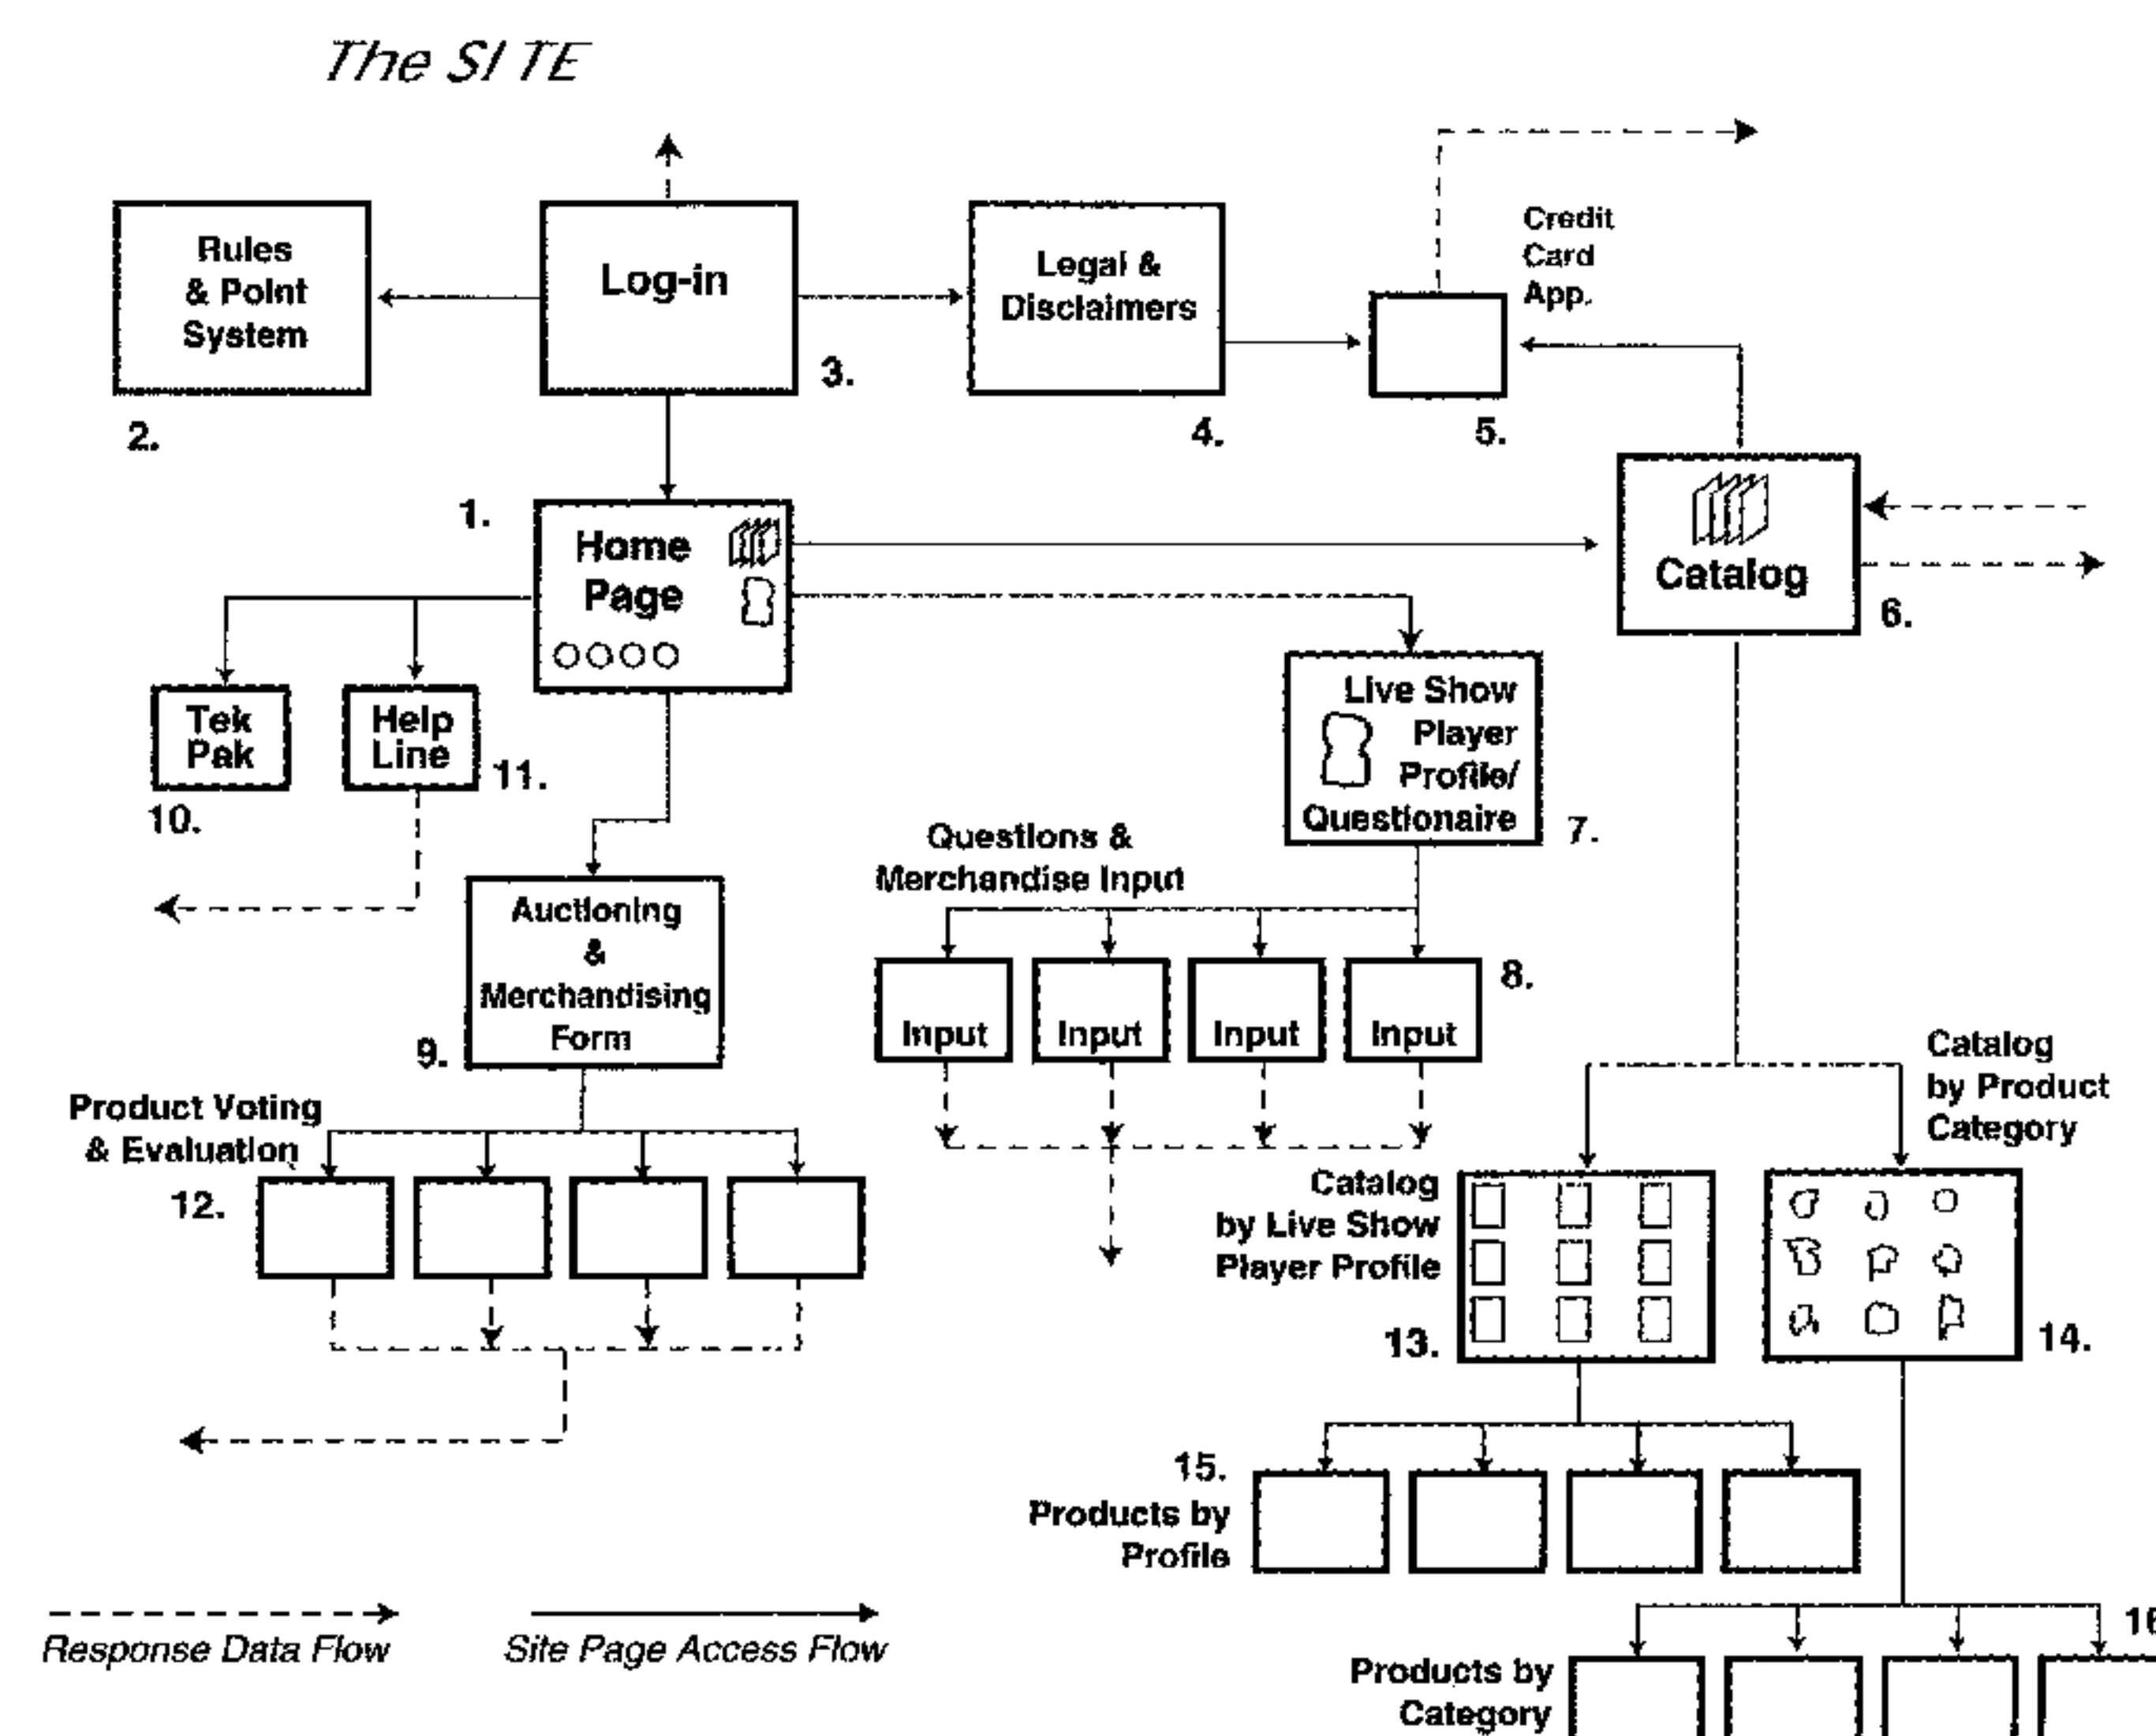 The SITE
Rules
& Point
System
2.
Log-in
3.
Legal &
Disclaimers
4.
Credit
Card
App.
5.
1.
Home
Page
Catalog
6.
Tek
Pak
10.
Help
Line
11.
Live Show
Player
Profile/
Questionaire
7.
Questions &
Merchandise Input
Input
Input
Input
Input
8.
Auctioning
&
Merchandising
Form
9.
Product Voting
& Evaluation
12.
Catalog
by Product
Category
Catalog
by Live Show
Player Profile
13.
14.
15.
Products by
Profile
16
Products by
Category
Response Data Flow
Site Page Access Flow